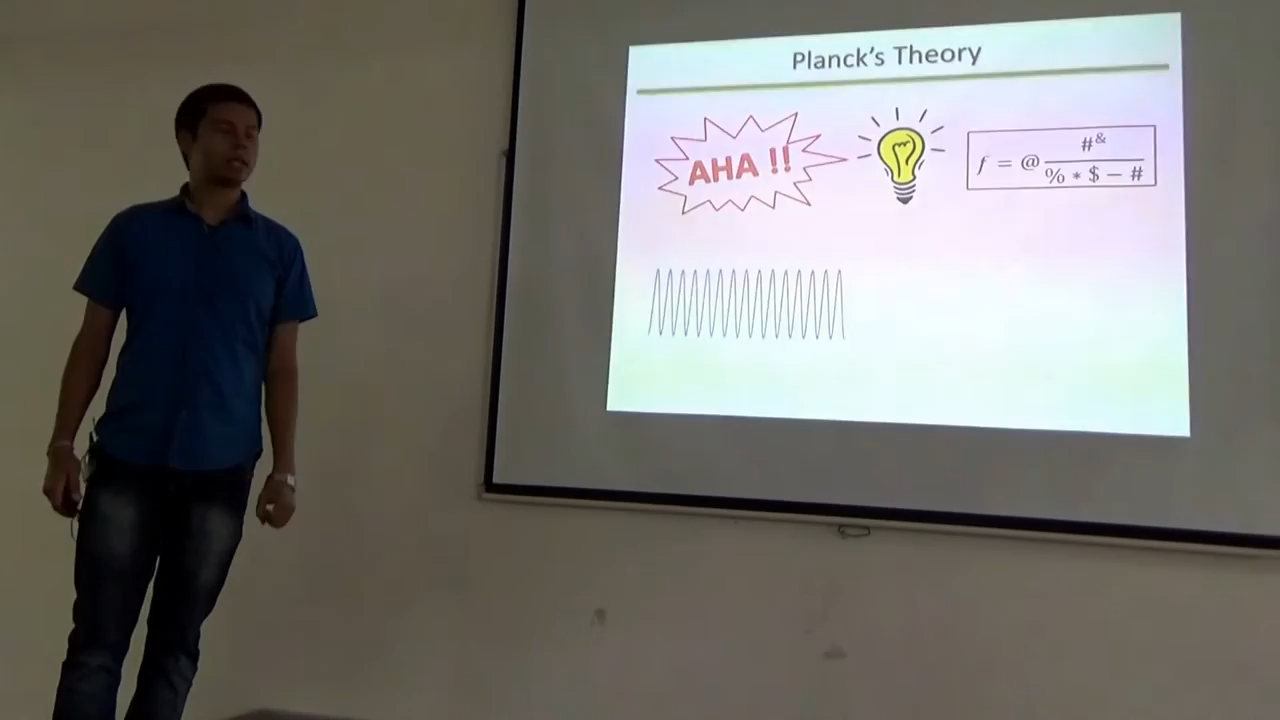 Planck's Theory
AHA !!
f = @ #^& / (% * $ − #)